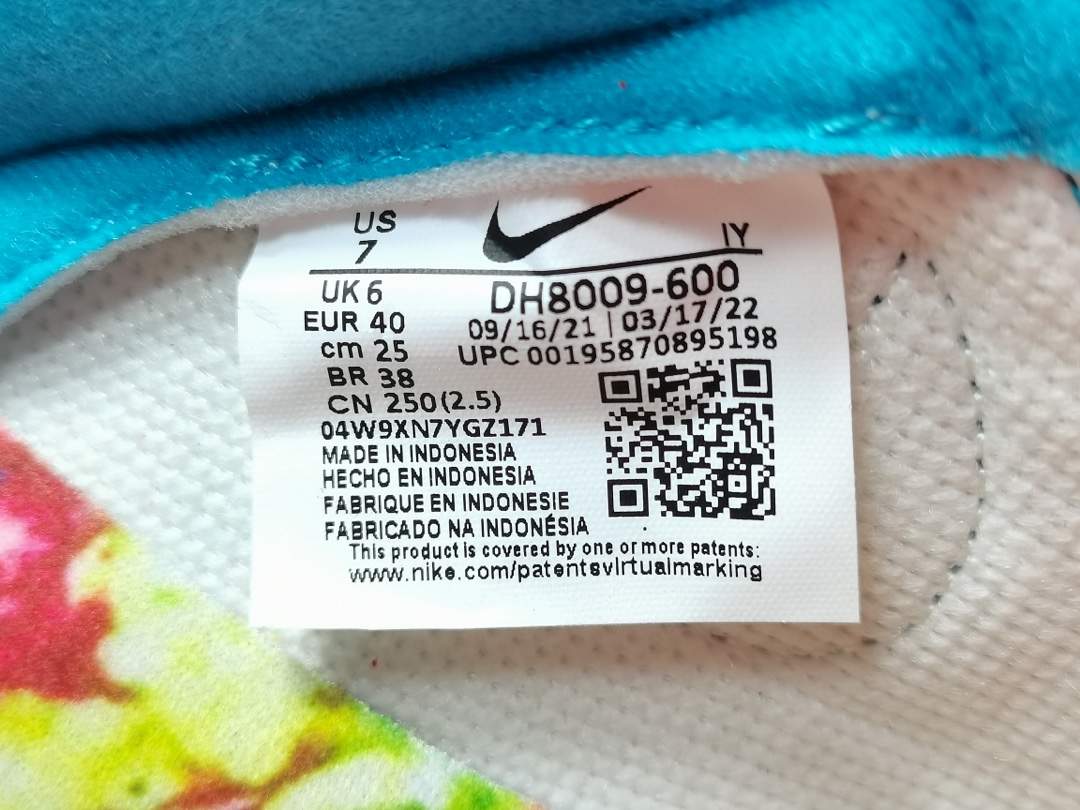 US
7
IY
UK 6
EUR 40
cm 25
BR 38
CN 250(2.5)
DH8009-600
09/16/21 | 03/17/22
UPC 00195870895198
04W9XN7YGZ171
MADE IN INDONESIA
HECHO EN INDONESIA
FABRIQUE EN INDONESIE
FABRICADO NA INDONÉSIA
This product is covered by one or more patents:
www.nike.com/patentsvirtualmarking